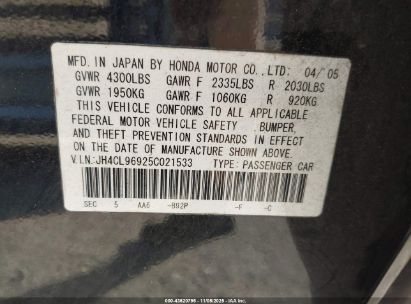 MFD. IN JAPAN BY HONDA MOTOR CO., LTD: 04/05
GVWR 4300LBS GAWR F 2335LBS R 2030LBS
GVWR 1950KG GAWR F 1060KG R 920KG
THIS VEHICLE CONFORMS TO ALL APPLICABLE
FEDERAL MOTOR VEHICLE SAFETY , BUMPER,
AND THEFT PREVENTION STANDARDS IN EFFECT
ON THE DATE OF MANUFACTURE SHOWN ABOVE.
V.I.N.:JH4CL96925C021533 TYPE: PASSENGER CAR
SEC 5 AA6 -B92P -F -C